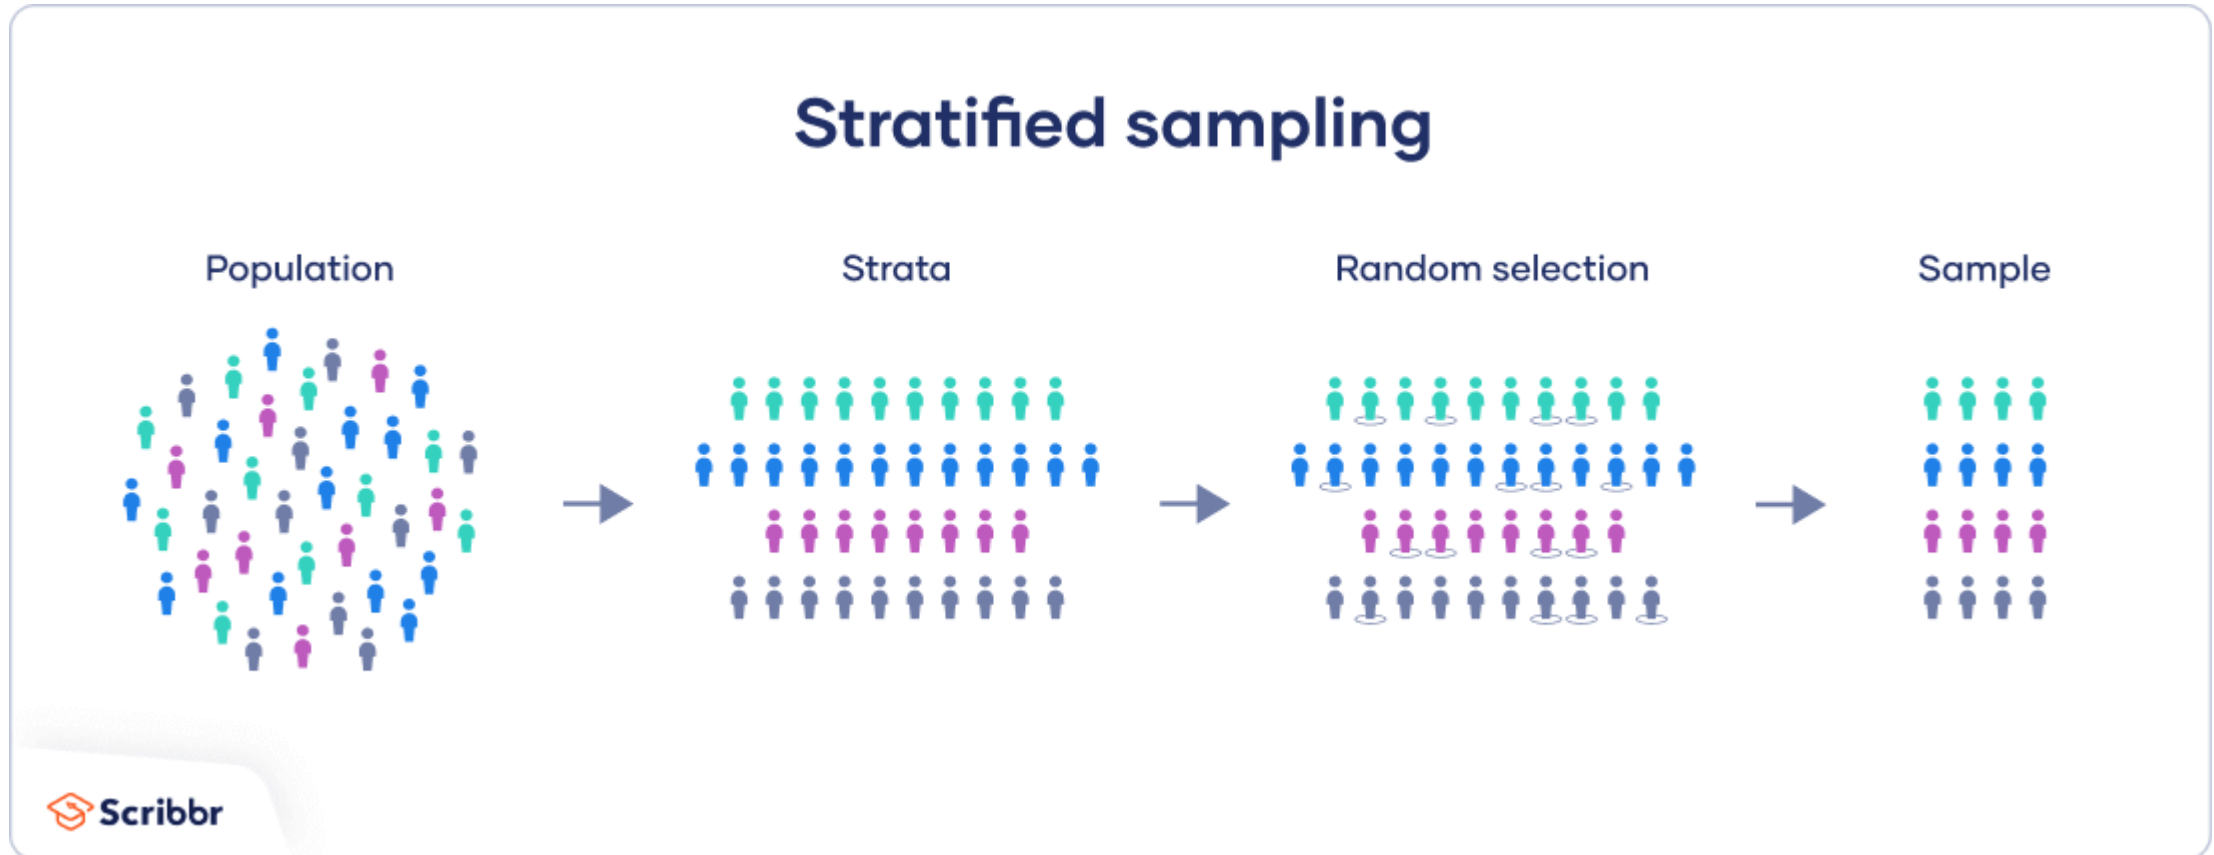 Stratified sampling
Population
Strata
Random selection
Sample
Scribbr